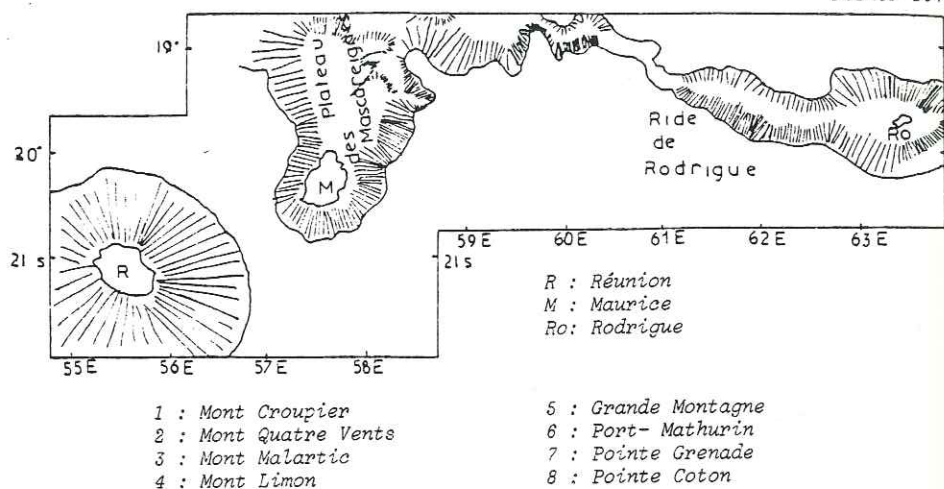 19°
Plateau
des Mascareignes
20°
M
Ride
de
Rodrigue
Ro
59E 60E 61E 62E 63E
21 S
21 S
R
R : Réunion
M : Maurice
Ro: Rodrigue
55E 56E 57E 58E
1 : Mont Croupier
2 : Mont Quatre Vents
3 : Mont Malartic
4 : Mont Limon
5 : Grande Montagne
6 : Port- Mathurin
7 : Pointe Grenade
8 : Pointe Coton